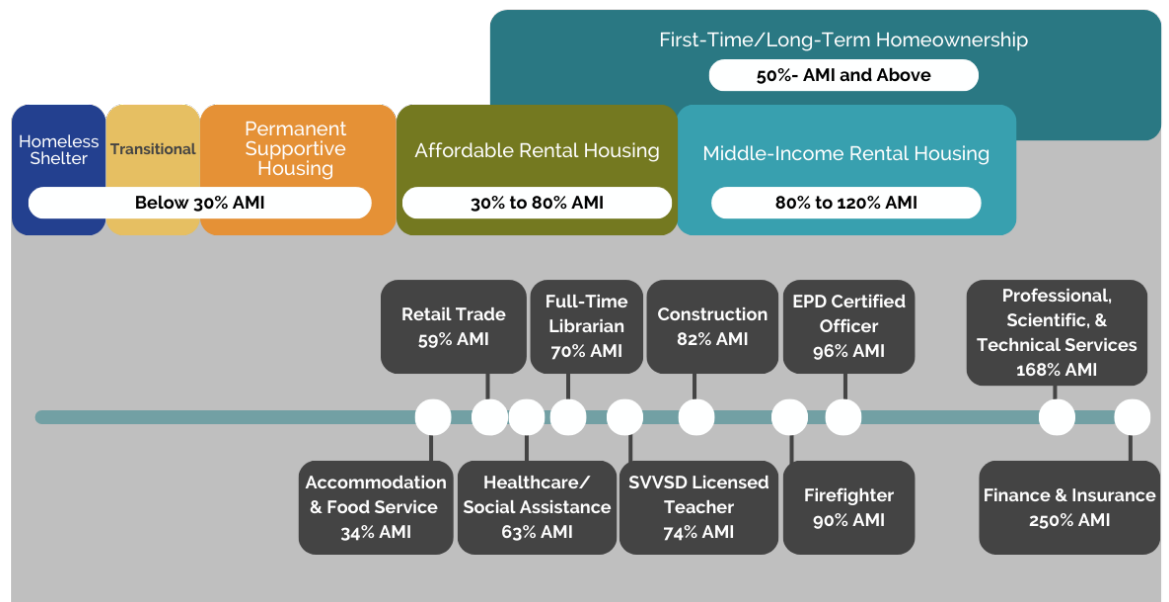 First-Time/Long-Term Homeownership
50%- AMI and Above
Homeless
Shelter
Transitional
Permanent
Supportive
Housing
Below 30% AMI
Affordable Rental Housing
30% to 80% AMI
Middle-Income Rental Housing
80% to 120% AMI
Retail Trade
59% AMI
Full-Time
Librarian
70% AMI
Construction
82% AMI
EPD Certified
Officer
96% AMI
Professional,
Scientific, &
Technical Services
168% AMI
Accommodation
& Food Service
34% AMI
Healthcare/
Social Assistance
63% AMI
SVVSD Licensed
Teacher
74% AMI
Firefighter
90% AMI
Finance & Insurance
250% AMI